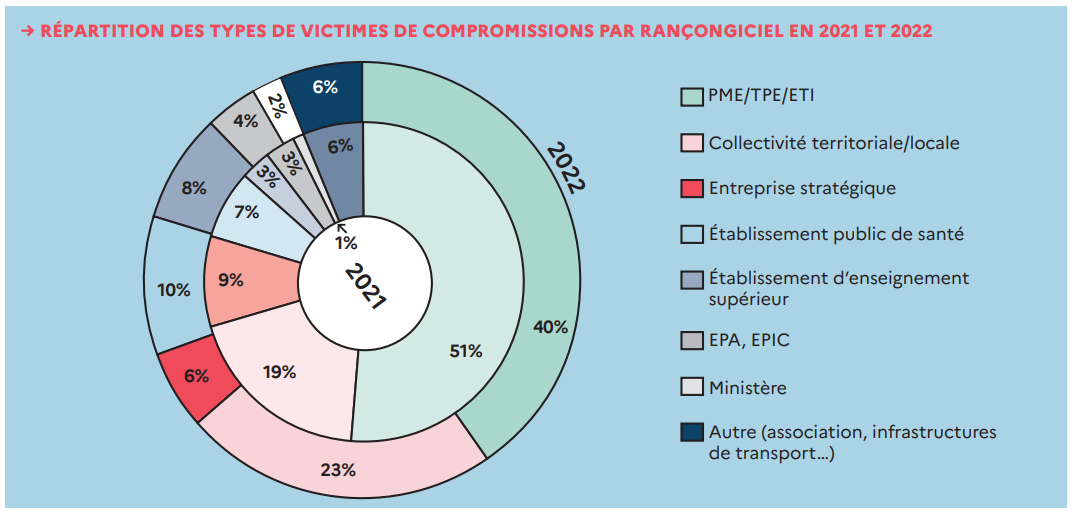 → RÉPARTITION DES TYPES DE VICTIMES DE COMPROMISSIONS PAR RANÇONGICIEL EN 2021 ET 2022
6%
2%
4%
8%
10%
6%
23%
40%
2022
6%
3%
3%
7%
9%
19%
51%
1%
2021
PME/TPE/ETI
Collectivité territoriale/locale
Entreprise stratégique
Établissement public de santé
Établissement d’enseignement
supérieur
EPA, EPIC
Ministère
Autre (association, infrastructures
de transport...)